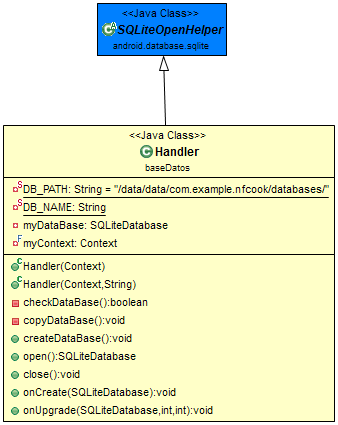 <<Java Class>>
SQLiteOpenHelper
android.database.sqlite
<<Java Class>>
Handler
baseDatos
DB_PATH: String = "/data/data/com.example.nfcook/databases/"
DB_NAME: String
myDataBase: SQLiteDatabase
myContext: Context
Handler(Context)
Handler(Context,String)
checkDataBase():boolean
copyDataBase():void
createDataBase():void
open():SQLiteDatabase
close():void
onCreate(SQLiteDatabase):void
onUpgrade(SQLiteDatabase,int,int):void